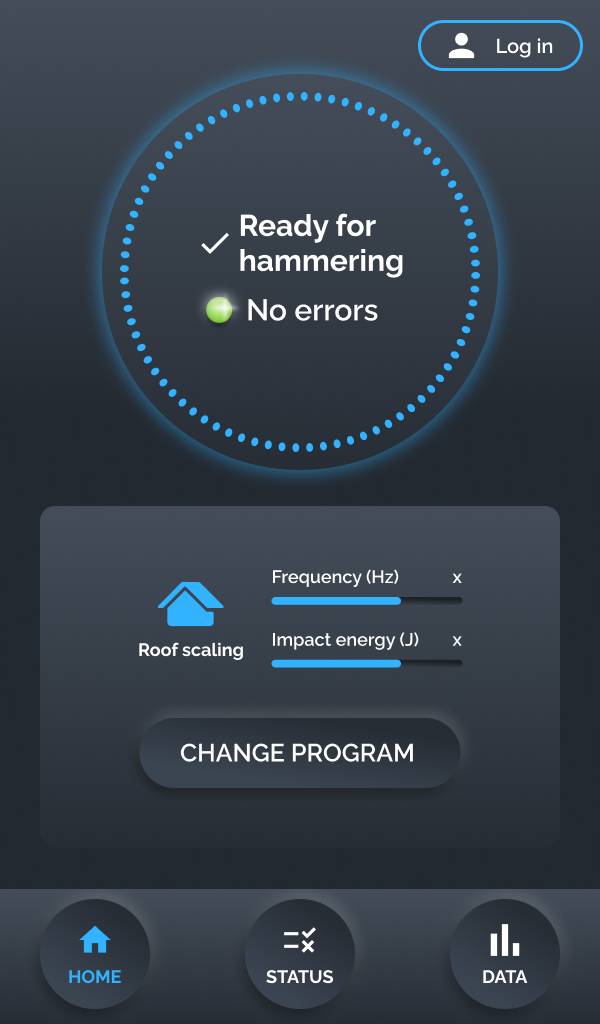 Log in
Ready for
hammering
No errors
Frequency (Hz) x
Impact energy (J) x
Roof scaling
CHANGE PROGRAM
HOME
STATUS
DATA